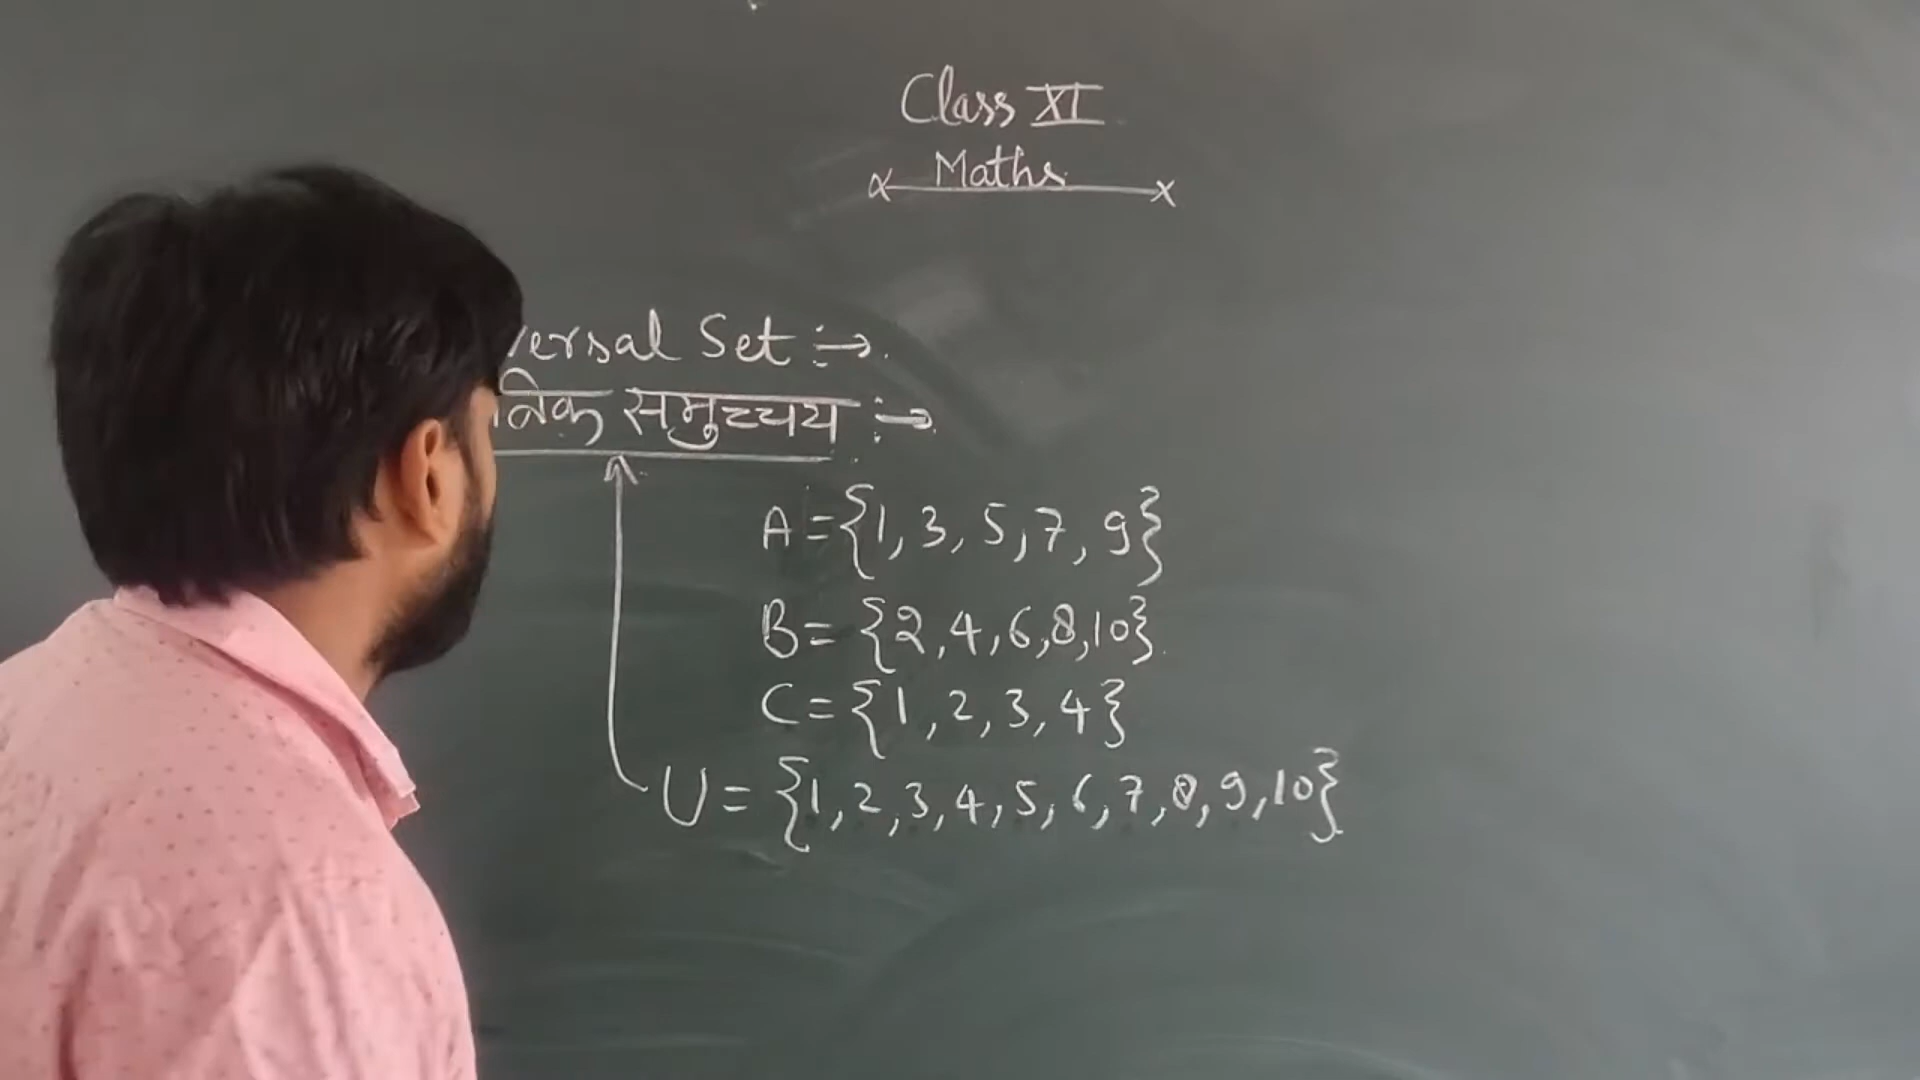 Class XI
Maths
versal Set :→
विक समुच्चय :→
A = {1, 3, 5, 7, 9}
B = {2, 4, 6, 8, 10}
C = {1, 2, 3, 4}
U = {1, 2, 3, 4, 5, 6, 7, 8, 9, 10}